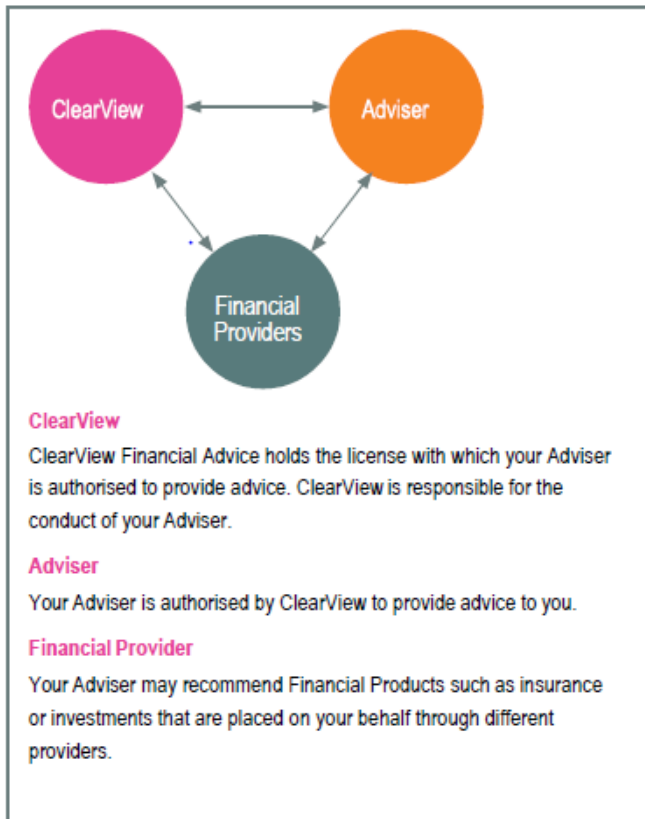 ClearView
Adviser
Financial
Providers
ClearView
ClearView Financial Advice holds the license with which your Adviser
is authorised to provide advice. ClearView is responsible for the
conduct of your Adviser.
Adviser
Your Adviser is authorised by ClearView to provide advice to you.
Financial Provider
Your Adviser may recommend Financial Products such as insurance
or investments that are placed on your behalf through different
providers.